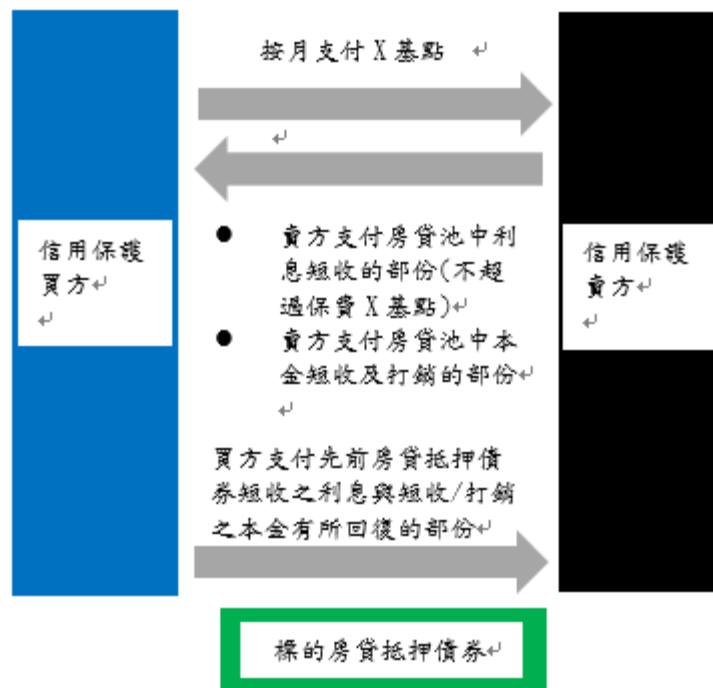 按月支付 X 基點
信用保護
買方
賣方支付房貸池中利
息短收的部份(不超
過保費 X 基點)
賣方支付房貸池中本
金短收及打銷的部份
信用保護
賣方
買方支付先前房貸抵押債
券短收之利息與短收/打銷
之本金有所回復的部份
標的房貸抵押債券